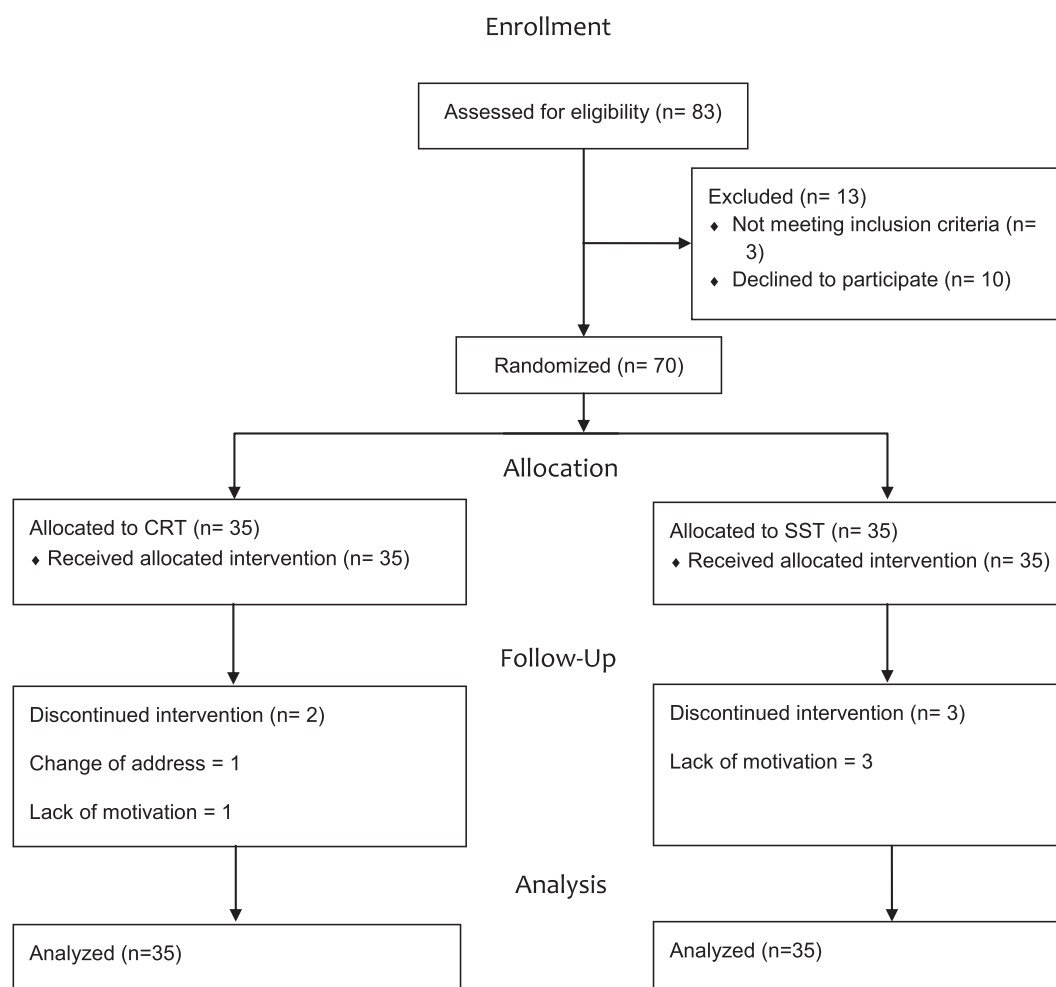 Enrollment
Assessed for eligibility (n= 83)
Excluded (n= 13)
♦ Not meeting inclusion criteria (n=
3)
♦ Declined to participate (n= 10)
Randomized (n= 70)
Allocation
Allocated to CRT (n= 35)
♦ Received allocated intervention (n= 35)
Allocated to SST (n= 35)
♦ Received allocated intervention (n= 35)
Follow-Up
Discontinued intervention (n= 2)
Change of address = 1
Lack of motivation = 1
Discontinued intervention (n= 3)
Lack of motivation = 3
Analysis
Analyzed (n=35)
Analyzed (n=35)